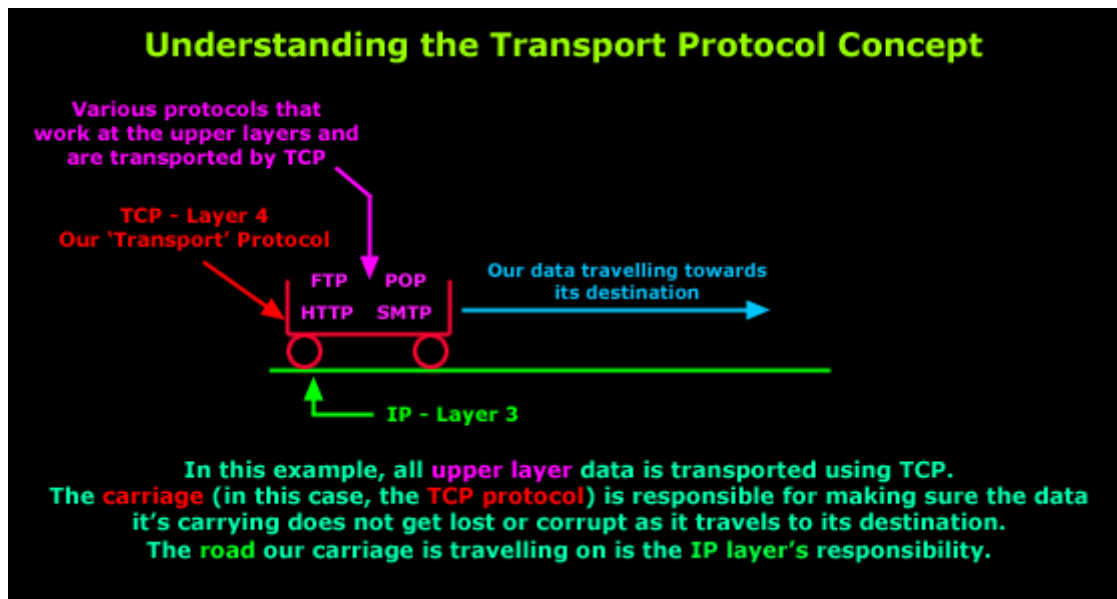 Understanding the Transport Protocol Concept
Various protocols that
work at the upper layers and
are transported by TCP
TCP - Layer 4
Our ‘Transport’ Protocol
FTP POP
HTTP SMTP
Our data travelling towards
its destination
IP - Layer 3
In this example, all upper layer data is transported using TCP.
The carriage (in this case, the TCP protocol) is responsible for making sure the data
it’s carrying does not get lost or corrupt as it travels to its destination.
The road our carriage is travelling on is the IP layer’s responsibility.